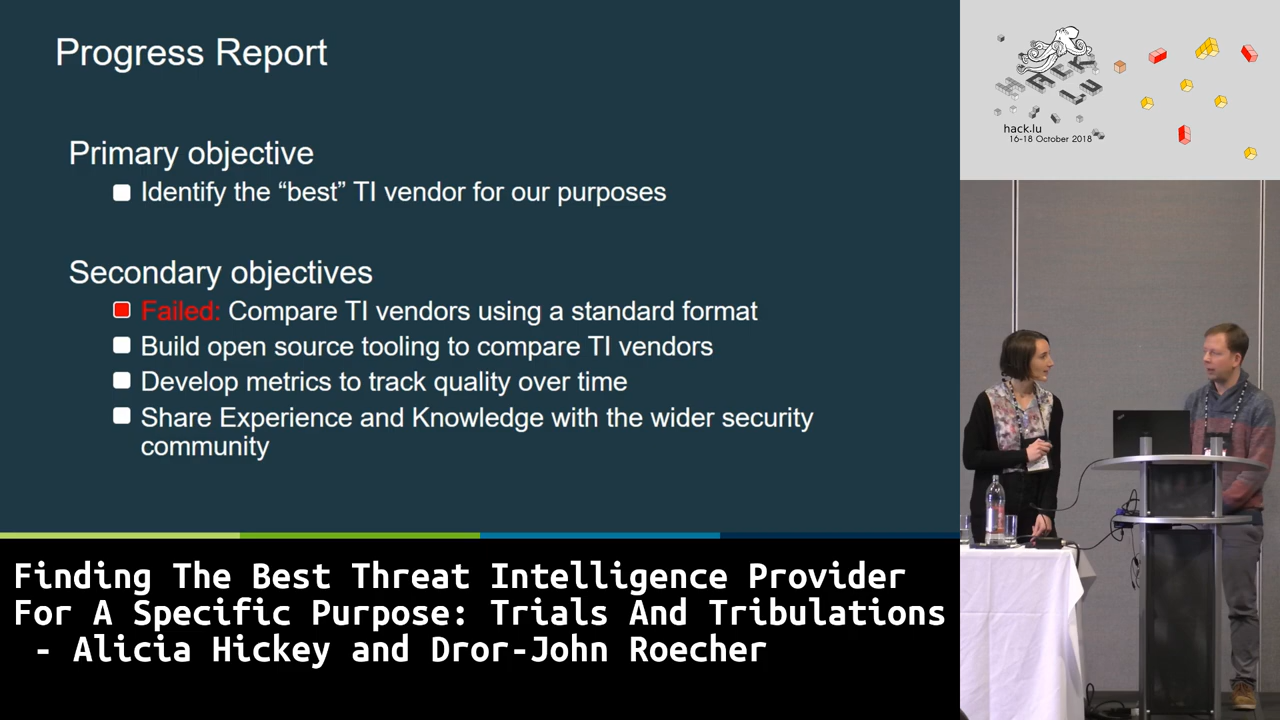 Progress Report
Primary objective
Identify the “best” TI vendor for our purposes
Secondary objectives
Failed: Compare TI vendors using a standard format
Build open source tooling to compare TI vendors
Develop metrics to track quality over time
Share Experience and Knowledge with the wider security
community
HACK
LU
hack.lu
16-18 October 2018
Finding The Best Threat Intelligence Provider
For A Specific Purpose: Trials And Tribulations
- Alicia Hickey and Dror-John Roecher